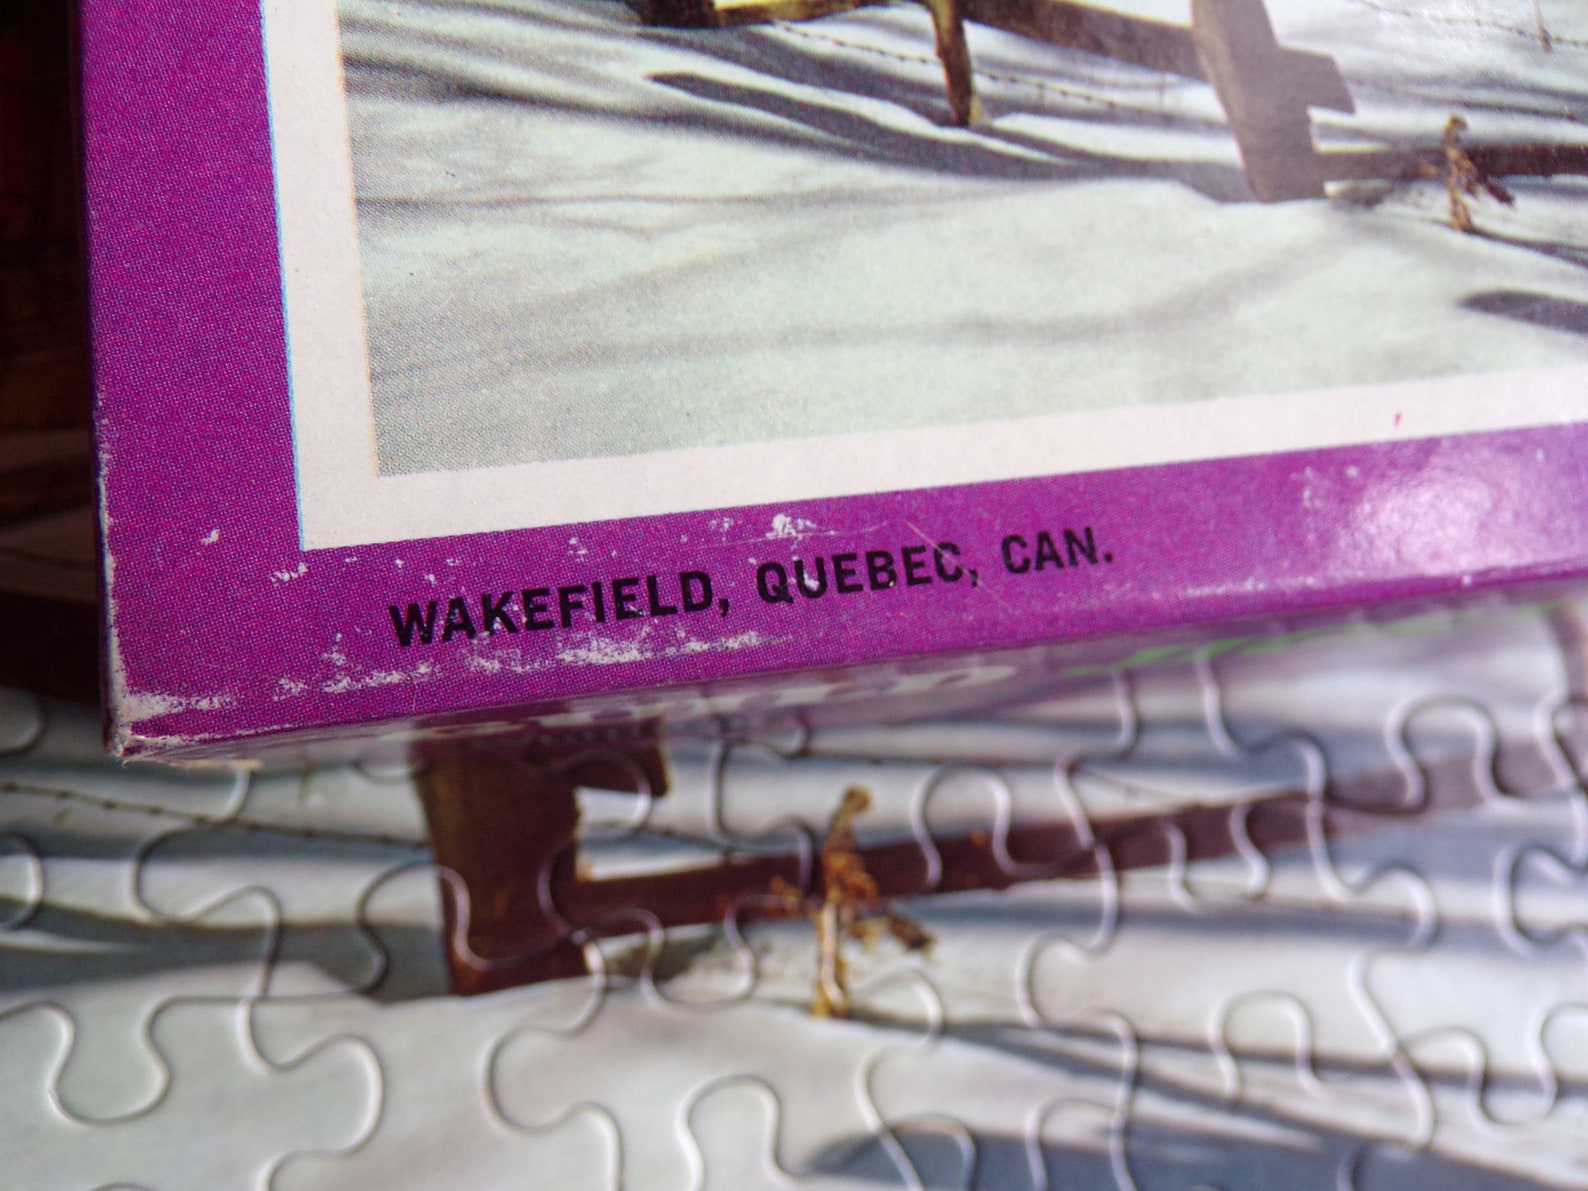 WAKEFIELD, QUEBEC, CAN.